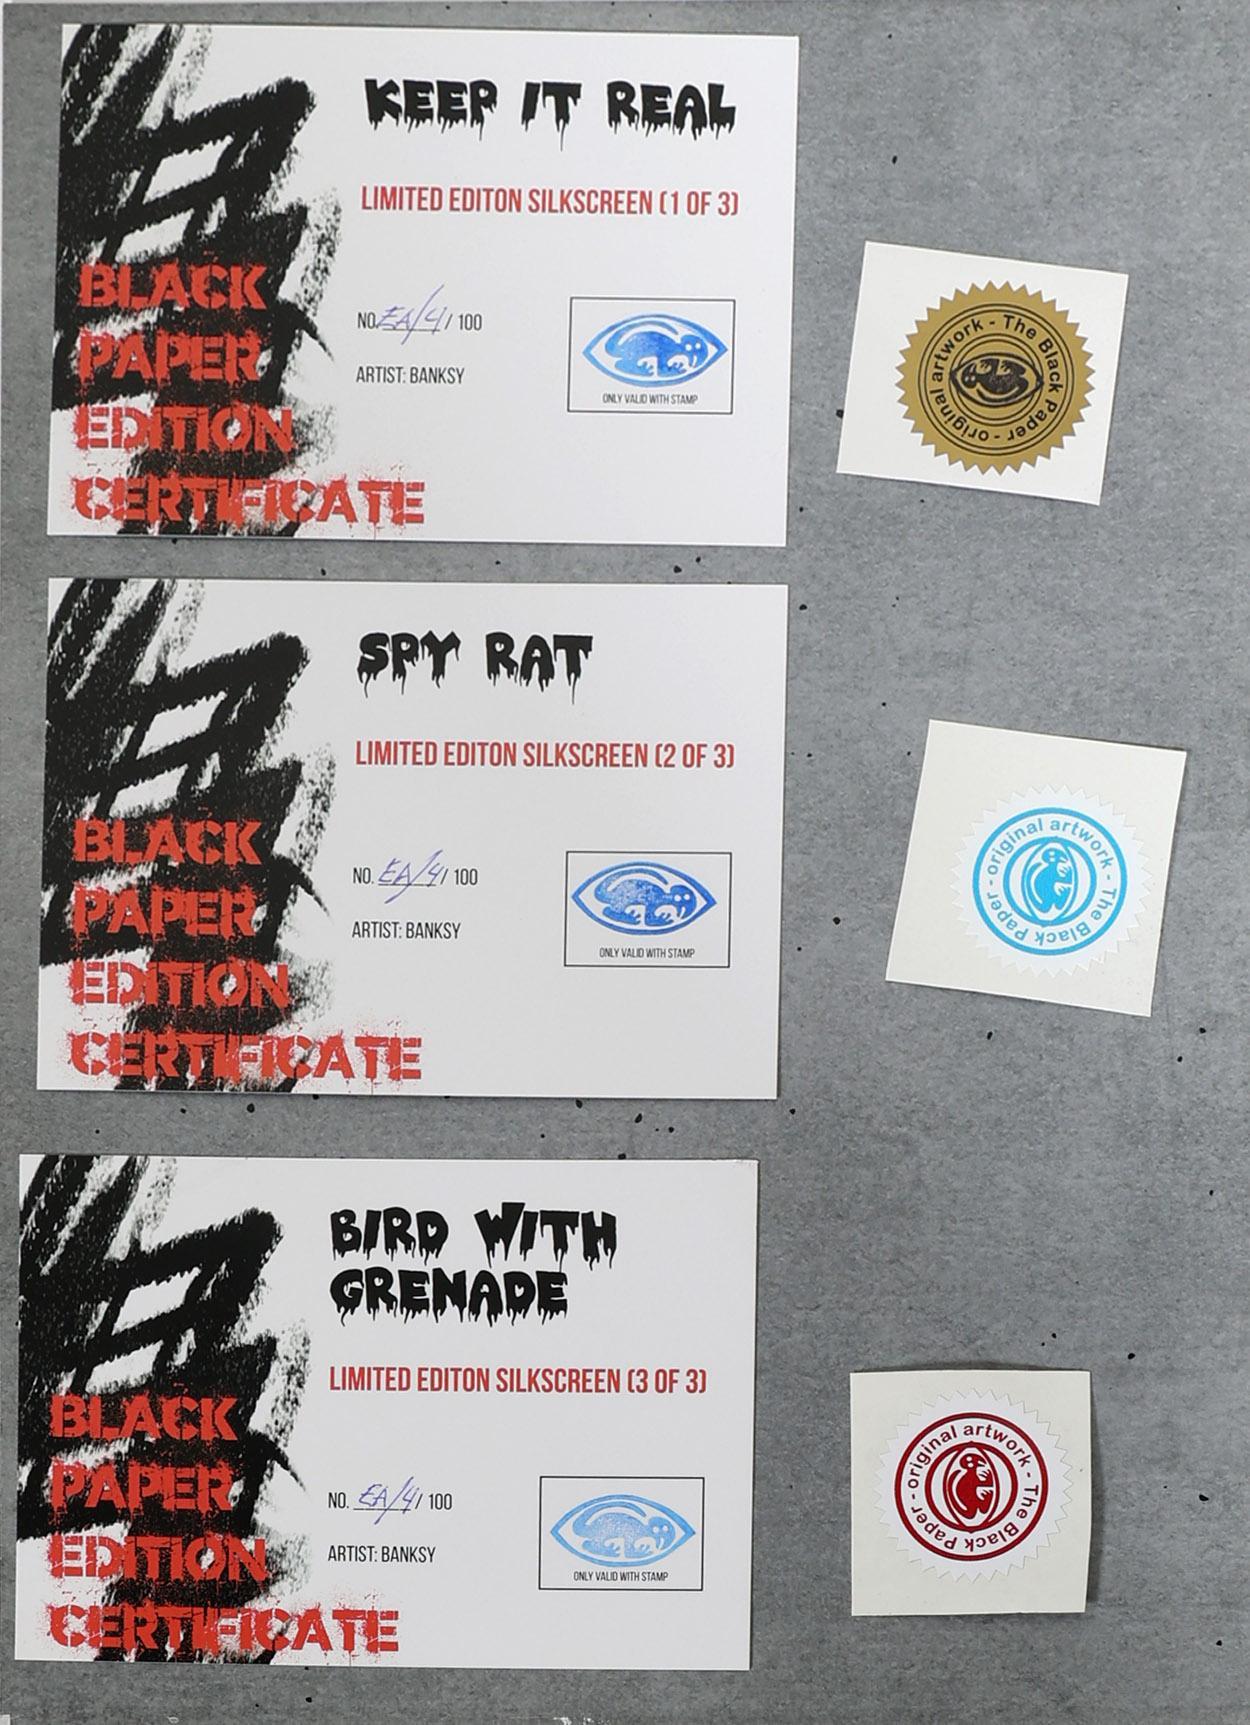 KEEP IT REAL
LIMITED EDITON SILKSCREEN (1 OF 3)
NO. EA/4/ 100
ARTIST: BANKSY
ONLY VALID WITH STAMP
BLACK
PAPER
EDITION
CERTIFICATE
original artwork - The Black Paper -
SPY RAT
LIMITED EDITON SILKSCREEN (2 OF 3)
NO. EA/4/ 100
ARTIST: BANKSY
ONLY VALID WITH STAMP
BLACK
PAPER
EDITION
CERTIFICATE
original artwork - The Black Paper -
BIRD WITH
GRENADE
LIMITED EDITON SILKSCREEN (3 OF 3)
NO. EA/4/ 100
ARTIST: BANKSY
ONLY VALID WITH STAMP
BLACK
PAPER
EDITION
CERTIFICATE
original artwork - The Black Paper -